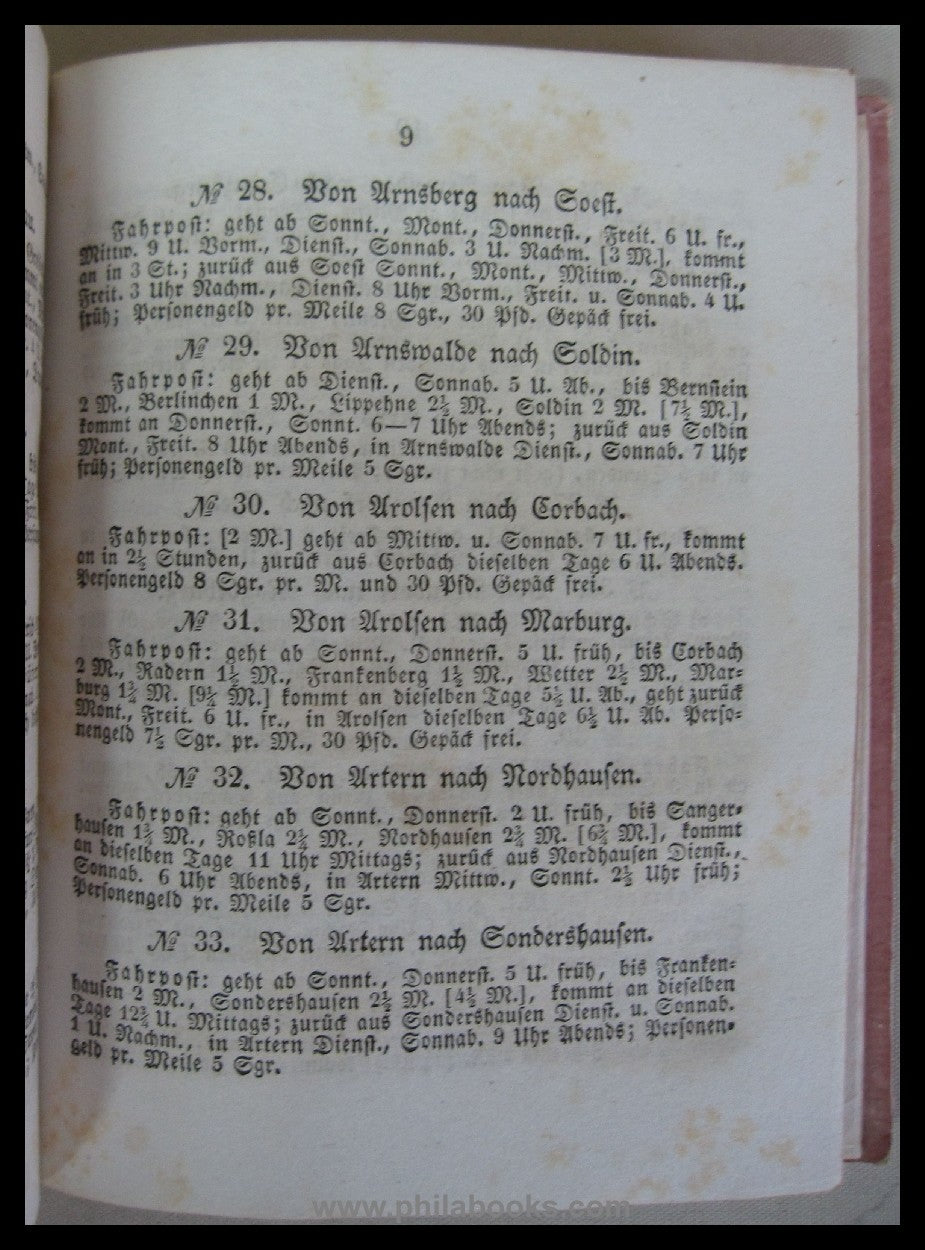 9
№ 28. Von Arnsberg nach Soest.
Fahrpost: geht ab Sonnt., Mont., Donnerst., Freit. 6 U. fr.,
Mittw. 9 U. Vorm., Dienst., Sonnab. 3 U. Nachm. [3 M.], kommt
an in 3 St.; zurück aus Soest Sonnt., Mont., Mittw., Donnerst.,
Freit. 3 Uhr Nachm., Dienst. 8 Uhr Vorm., Freit. u. Sonnab. 4 U.
früh; Personengeld pr. Meile 8 Sgr., 30 Pfd. Gepäck frei.
№ 29. Von Arnswalde nach Soldin.
Fahrpost: geht ab Dienst., Sonnab. 5 U. Ab., bis Bernstein
2 M., Berlinchen 1 M., Lippehne 2½ M., Soldin 2 M. [7½ M.],
kommt an Donnerst., Sonnt. 6—7 Uhr Abends; zurück aus Soldin
Mont., Freit. 8 Uhr Abends, in Arnswalde Dienst., Sonnab. 7 Uhr
früh; Personengeld pr. Meile 5 Sgr.
№ 30. Von Arolsen nach Corbach.
Fahrpost: [2 M.] geht ab Mittw. u. Sonnab. 7 U. fr., kommt
an in 2½ Stunden, zurück aus Corbach dieselben Tage 6 U. Abends.
Personengeld 8 Sgr. pr. M. und 30 Pfd. Gepäck frei.
№ 31. Von Arolsen nach Marburg.
Fahrpost: geht ab Sonnt., Donnerst. 5 U. früh, bis Corbach
2 M., Radern 1½ M., Frankenberg 1½ M., Wetter 2½ M., Mar-
burg 1¾ M. [9¼ M.] kommt an dieselben Tage 5½ U. Ab., geht zurück
Mont., Freit. 6 U. fr., in Arolsen dieselben Tage 6½ U. Ab. Perso-
nengeld 7½ Sgr. pr. M., 30 Pfd. Gepäck frei.
№ 32. Von Artern nach Nordhausen.
Fahrpost: geht ab Sonnt., Donnerst. 2 U. früh, bis Sanger-
hausen 1¾ M., Roßla 2¼ M., Nordhausen 2¾ M. [6¾ M.], kommt
an dieselben Tage 11 Uhr Mittags; zurück aus Nordhausen Dienst.,
Sonnab. 6 Uhr Abends, in Artern Mittw., Sonnt. 2½ Uhr früh;
Personengeld pr. Meile 5 Sgr.
№ 33. Von Artern nach Sondershausen.
Fahrpost: geht ab Sonnt., Donnerst. 5 U. früh, bis Franken-
hausen 2 M., Sondershausen 2½ M. [4½ M.], kommt an dieselben
Tage 12¾ U. Mittags; zurück aus Sondershausen Dienst. u. Sonnab.
1 U. Nachm., in Artern Dienst., Sonnab. 9 Uhr Abends; Personen-
geld pr. Meile 5 Sgr.
www.philabooks.com